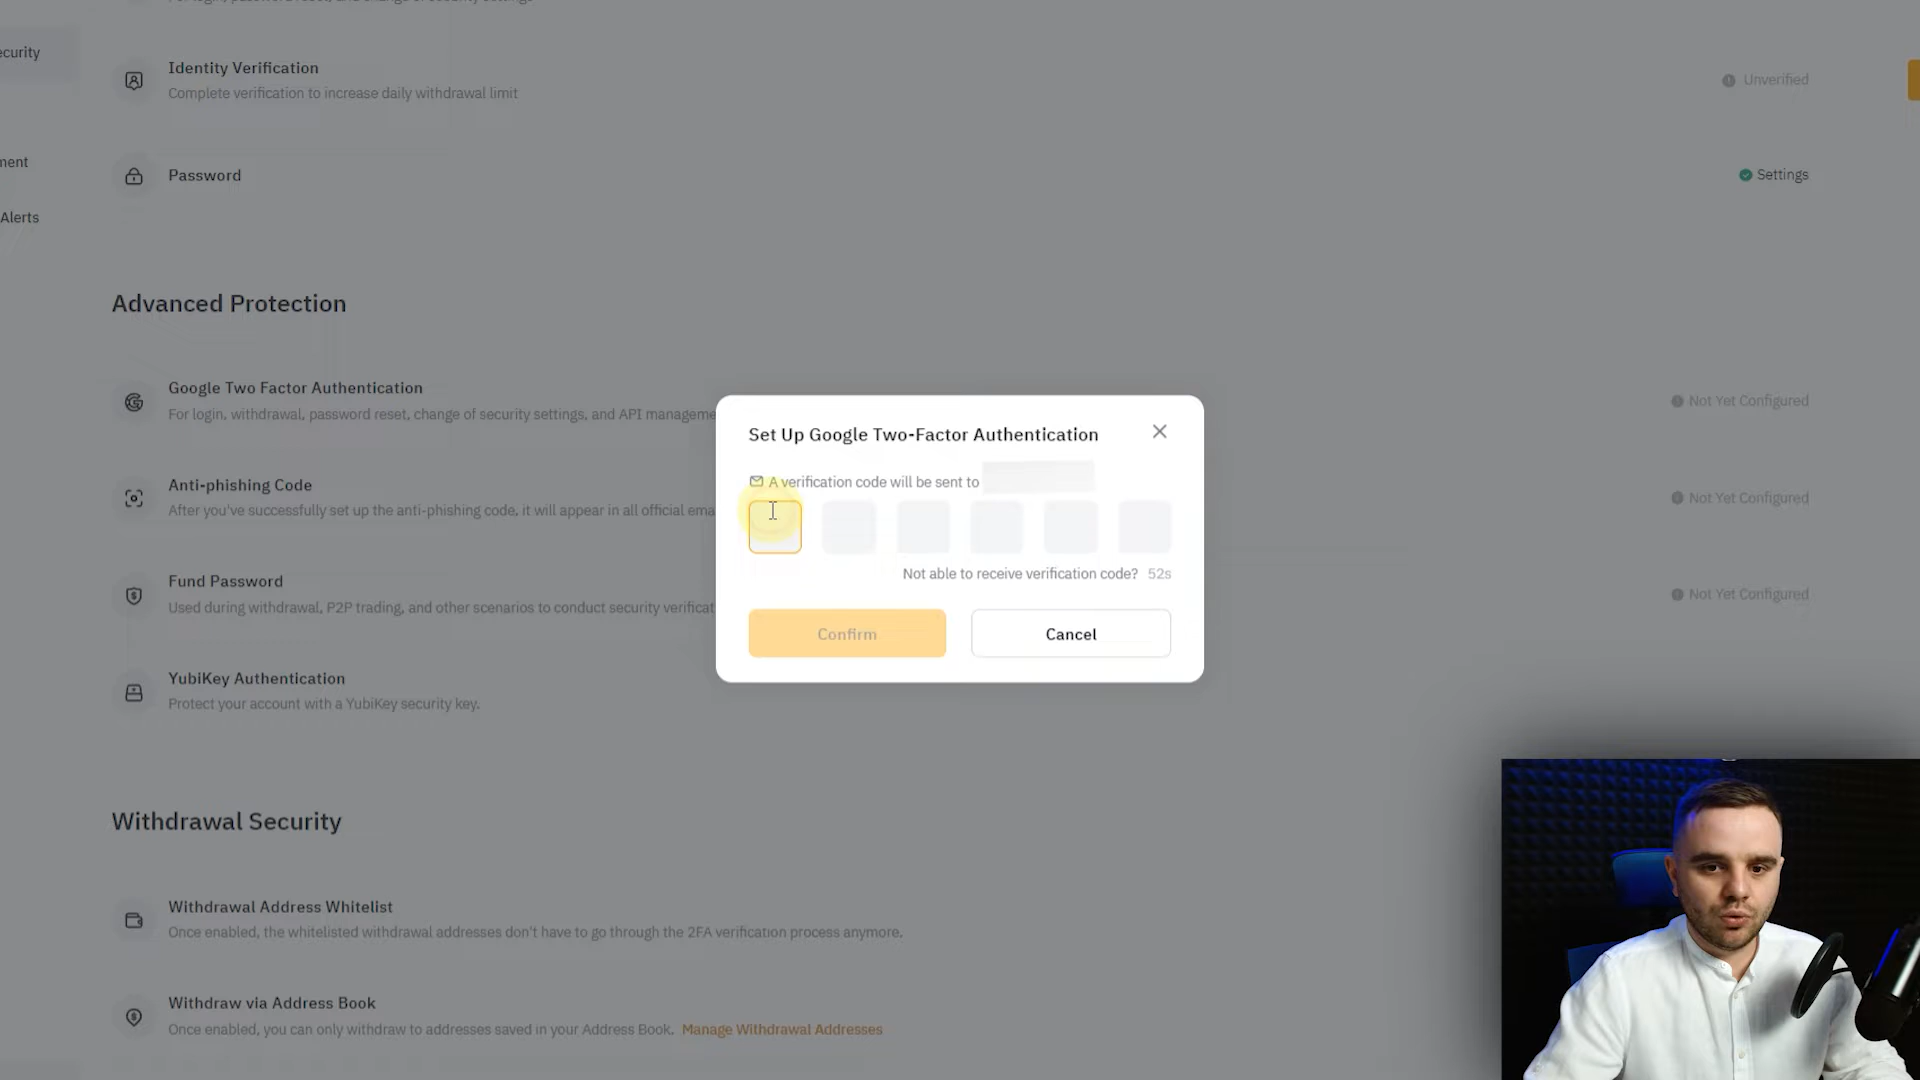 ecurity
Identity Verification
Complete verification to increase daily withdrawal limit
Unverified
ment
Password
Settings
Alerts
Advanced Protection
Google Two Factor Authentication
For login, withdrawal, password reset, change of security settings, and API manageme
Not Yet Configured
Set Up Google Two-Factor Authentication
A verification code will be sent to
Anti-phishing Code
After you've successfully set up the anti-phishing code, it will appear in all official ema
Not Yet Configured
Not able to receive verification code? 52s
Fund Password
Used during withdrawal, P2P trading, and other scenarios to conduct security verificat
Not Yet Configured
Confirm
Cancel
YubiKey Authentication
Protect your account with a YubiKey security key.
Withdrawal Security
Withdrawal Address Whitelist
Once enabled, the whitelisted withdrawal addresses don't have to go through the 2FA verification process anymore.
Withdraw via Address Book
Once enabled, you can only withdraw to addresses saved in your Address Book. Manage Withdrawal Addresses